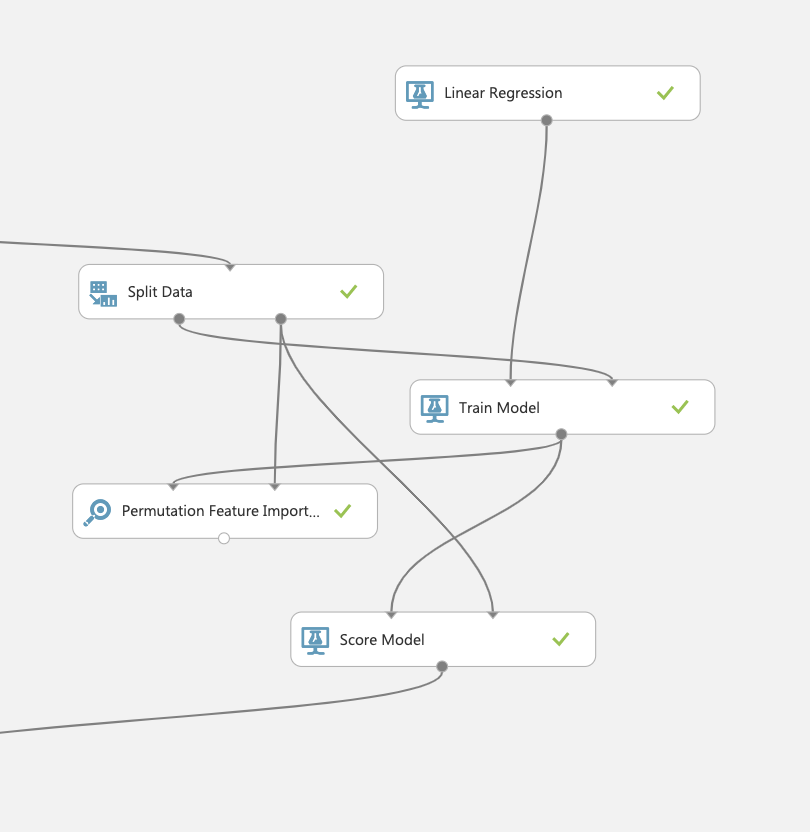 Linear Regression
Split Data
Train Model
Permutation Feature Import...
Score Model